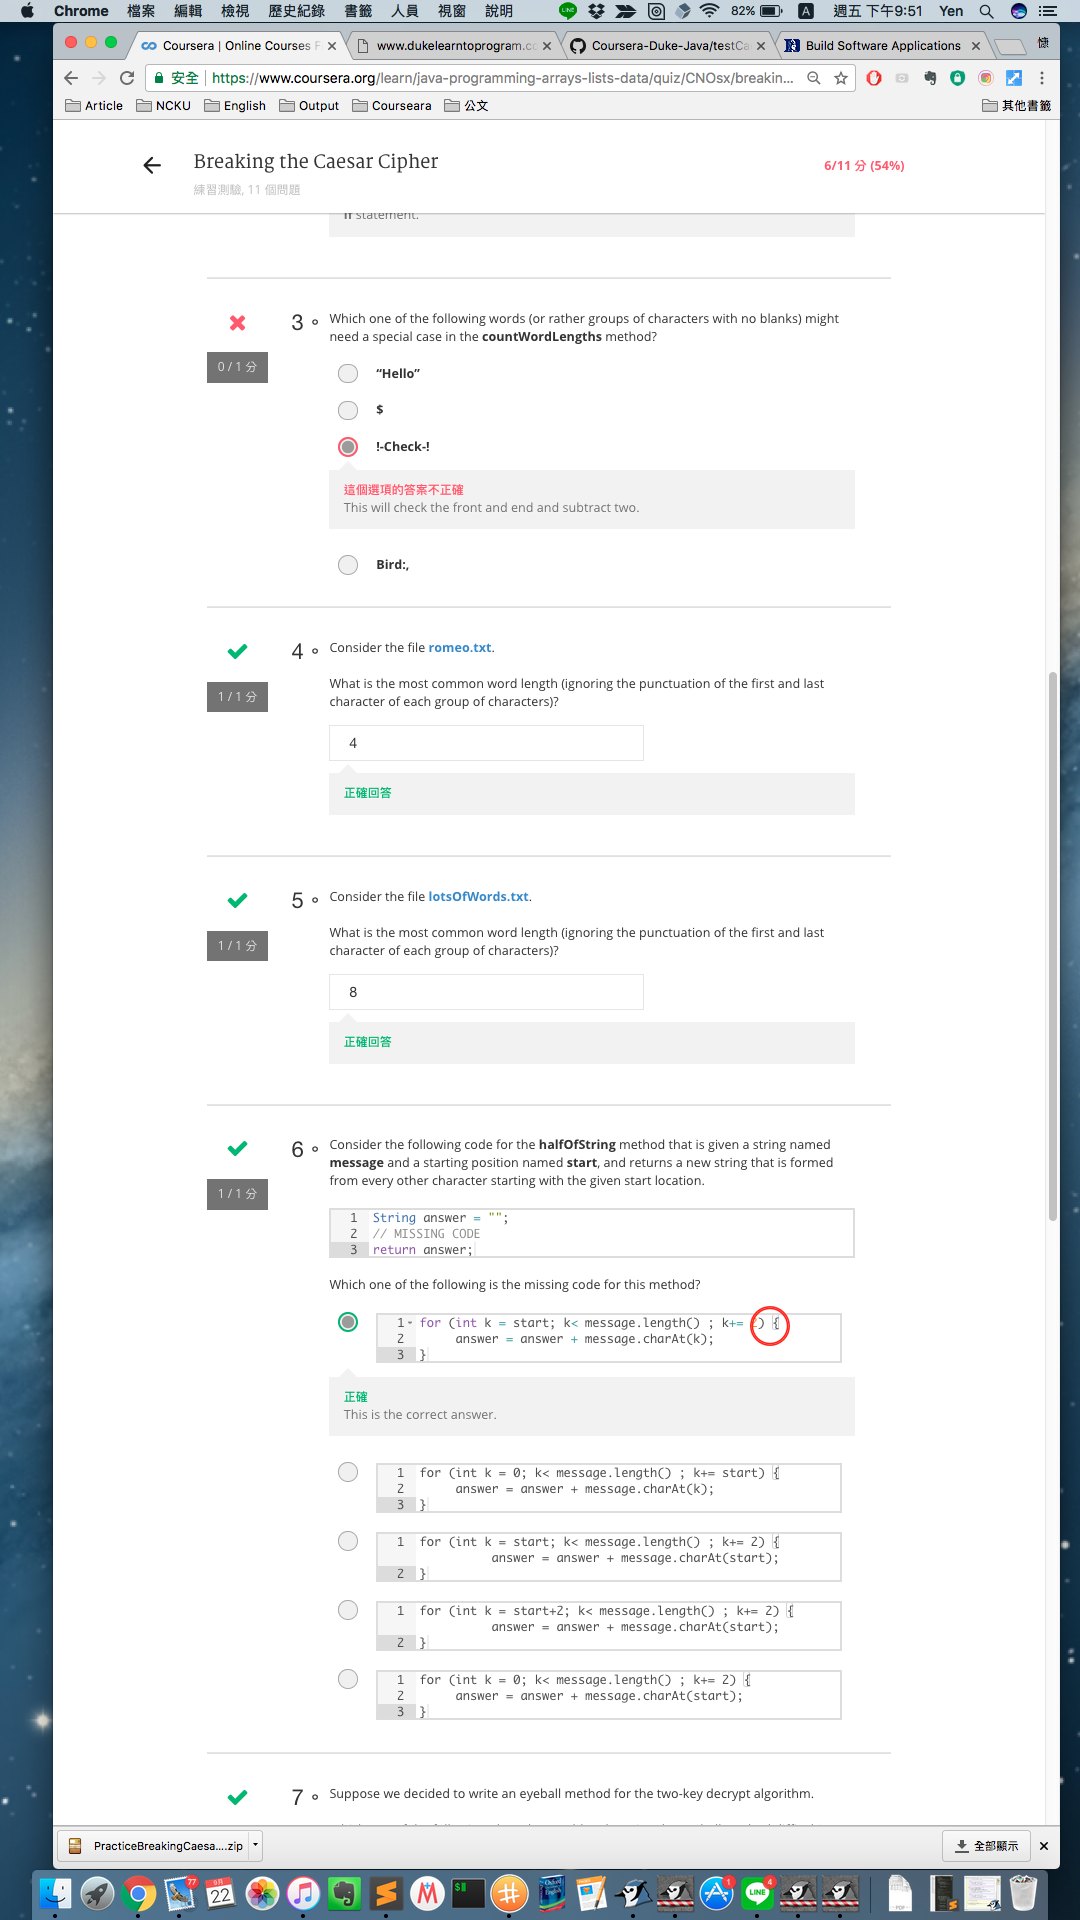 Chrome 檔案 編輯 檢視 歷史紀錄 書籤 人員 視窗 說明 LINE 82% A 週五 下午9:51 Yen
Coursera | Online Courses F www.dukelearntoprogram.c Coursera-Duke-Java/testCa Build Software Applications 慷
安全 https://www.coursera.org/learn/java-programming-arrays-lists-data/quiz/CNOsx/breakin...
Article NCKU English Output Courseara 公文 其他書籤
Breaking the Caesar Cipher
6/11 分 (54%)
練習測驗, 11 個問題
if statement.
3。
Which one of the following words (or rather groups of characters with no blanks) might
need a special case in the countWordLengths method?
0 / 1 分
“Hello”
$
!-Check-!
這個選項的答案不正確
This will check the front and end and subtract two.
Bird:,
4。
Consider the file romeo.txt.
1 / 1 分
What is the most common word length (ignoring the punctuation of the first and last
character of each group of characters)?
4
正確回答
5。
Consider the file lotsOfWords.txt.
1 / 1 分
What is the most common word length (ignoring the punctuation of the first and last
character of each group of characters)?
8
正確回答
6。
Consider the following code for the halfOfString method that is given a string named
message and a starting position named start, and returns a new string that is formed
from every other character starting with the given start location.
1 / 1 分
1 String answer = "";
2 // MISSING CODE
3 return answer;
Which one of the following is the missing code for this method?
1 for (int k = start; k< message.length() ; k+= 2) {
2 answer = answer + message.charAt(k);
3 }
正確
This is the correct answer.
1 for (int k = 0; k< message.length() ; k+= start) {
2 answer = answer + message.charAt(k);
3 }
1 for (int k = start; k< message.length() ; k+= 2) {
answer = answer + message.charAt(start);
2 }
1 for (int k = start+2; k< message.length() ; k+= 2) {
answer = answer + message.charAt(start);
2 }
1 for (int k = 0; k< message.length() ; k+= 2) {
2 answer = answer + message.charAt(start);
3 }
7。
Suppose we decided to write an eyeball method for the two-key decrypt algorithm.
PracticeBreakingCaesa....zip
全部顯示
77
9月
22
$
Oxford
1
LINE
4
PDF